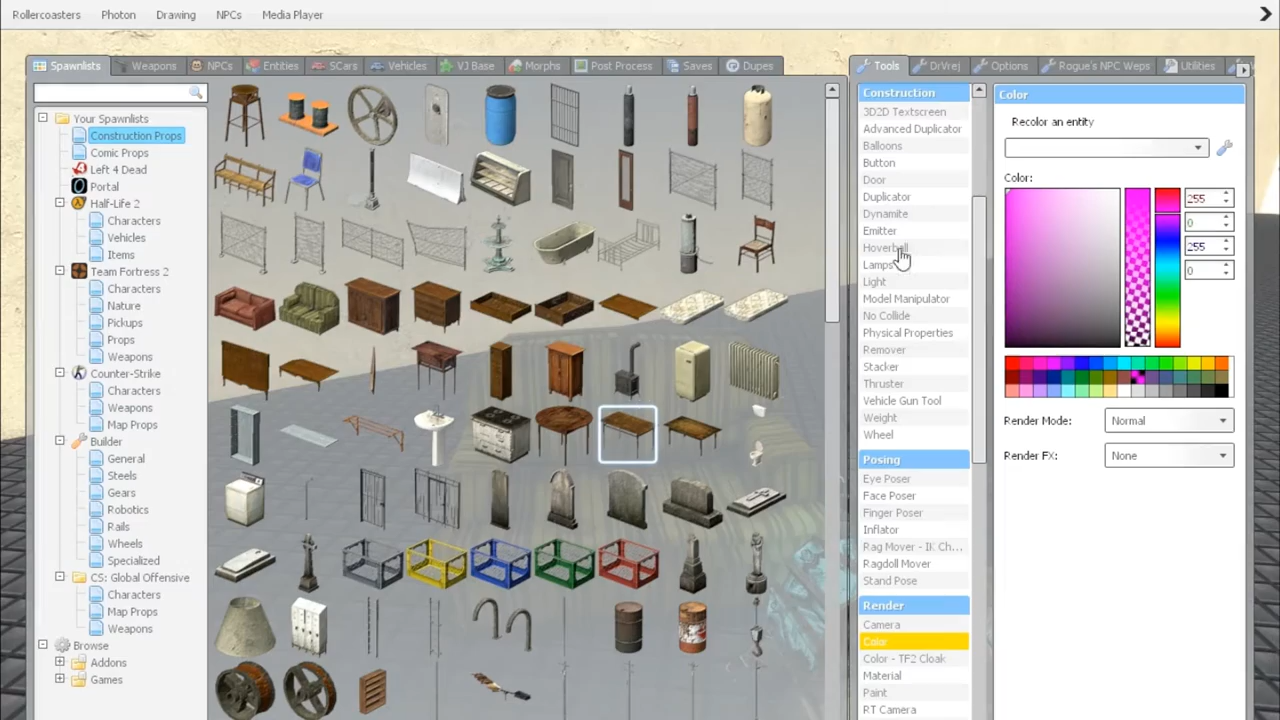 Rollercoasters Photon Drawing NPCs Media Player
Spawnlists Weapons NPCs Entities SCars Vehicles VJ Base Morphs Post Process Saves Dupes
Tools DrVrej Options Rogue's NPC Weps Utilities
Your Spawnlists
Construction Props
Comic Props
Left 4 Dead
Portal
Half-Life 2
Characters
Vehicles
Items
Team Fortress 2
Characters
Nature
Pickups
Props
Weapons
Counter-Strike
Characters
Weapons
Map Props
Builder
General
Steels
Gears
Robotics
Rails
Wheels
Specialized
CS: Global Offensive
Characters
Map Props
Weapons
Browse
Addons
Games
Construction
3D2D Textscreen
Advanced Duplicator
Balloons
Button
Door
Duplicator
Dynamite
Emitter
Hoverball
Lamps
Light
Model Manipulator
No Collide
Physical Properties
Remover
Stacker
Thruster
Vehicle Gun Tool
Weight
Wheel
Posing
Eye Poser
Face Poser
Finger Poser
Inflator
Rag Mover - IK Ch...
Ragdoll Mover
Stand Pose
Render
Camera
Color
Color - TF2 Cloak
Material
Paint
RT Camera
Color
Recolor an entity
Color:
255
0
255
0
Render Mode: Normal
Render FX: None